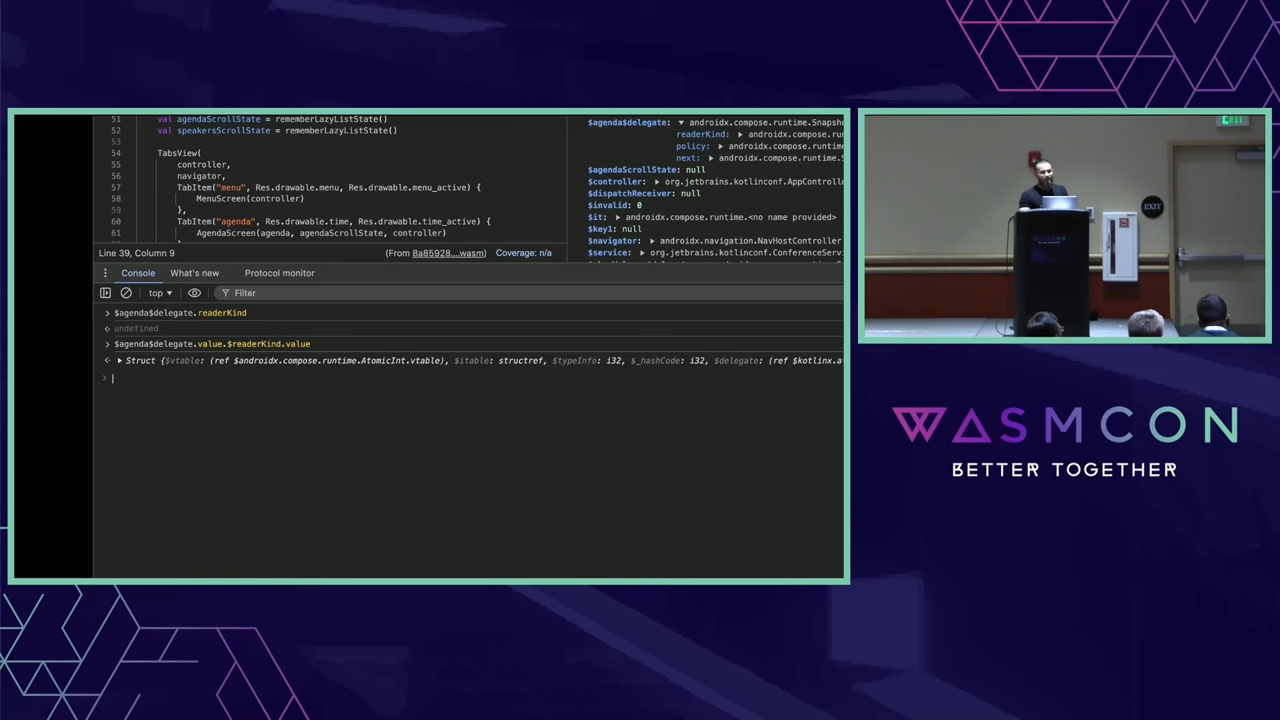 51 val agendaScrollState = rememberLazyListState()
52 val speakersScrollState = rememberLazyListState()
53
54 TabsView(
55 controller,
56 navigator,
57 TabItem("menu", Res.drawable.menu, Res.drawable.menu_active) {
58 MenuScreen(controller)
59 },
60 TabItem("agenda", Res.drawable.time, Res.drawable.time_active) {
61 AgendaScreen(agenda, agendaScrollState, controller)
Line 39, Column 9 (From 8a85928....wasm) Coverage: n/a
$agenda$delegate: ▼ androidx.compose.runtime.Snapsh
readerKind: ▶ androidx.compose.runtim
policy: ▶ androidx.compose.runtime
next: ▶ androidx.compose.runtime.S
$agendaScrollState: null
$controller: ▶ org.jetbrains.kotlinconf.AppControlle
$dispatchReceiver: null
$invalid: 0
$it: ▶ androidx.compose.runtime.<no name provided>
$key1: null
$navigator: ▶ androidx.navigation.NavHostController
$service: ▶ org.jetbrains.kotlinconf.ConferenceServ
Console What's new Protocol monitor
top ▼ Filter
> $agenda$delegate.readerKind
undefined
> $agenda$delegate.value.$readerKind.value
▶ Struct {$vtable: (ref $androidx.compose.runtime.AtomicInt.vtable), $itable: structref, $typeInfo: i32, $_hashCode: i32, $delegate: (ref $kotlinx.a
>
EXIT
EXIT
WASMCON
WASMCON
BETTER TOGETHER